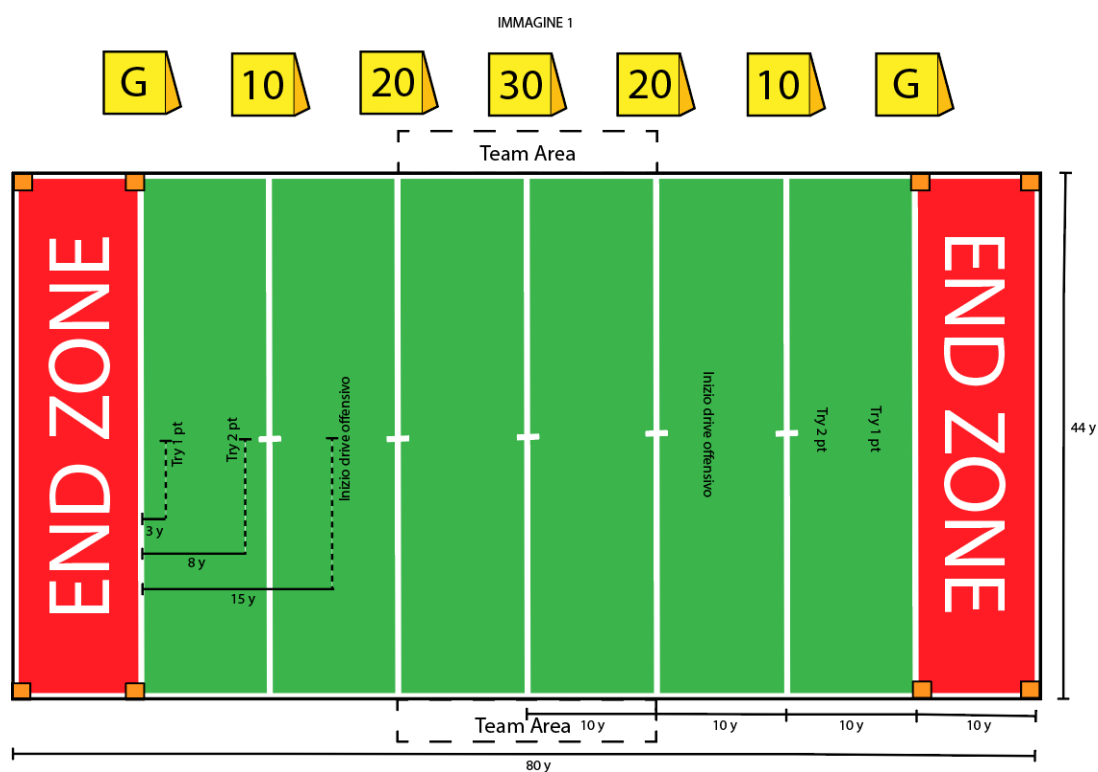 IMMAGINE 1
G
10
20
30
20
10
G
Team Area
END ZONE
END ZONE
Try 1 pt
Try 2 pt
Inizio drive offensivo
Inizio drive offensivo
Try 2 pt
Try 1 pt
44 y
3 y
8 y
15 y
Team Area
10 y
10 y
10 y
10 y
80 y